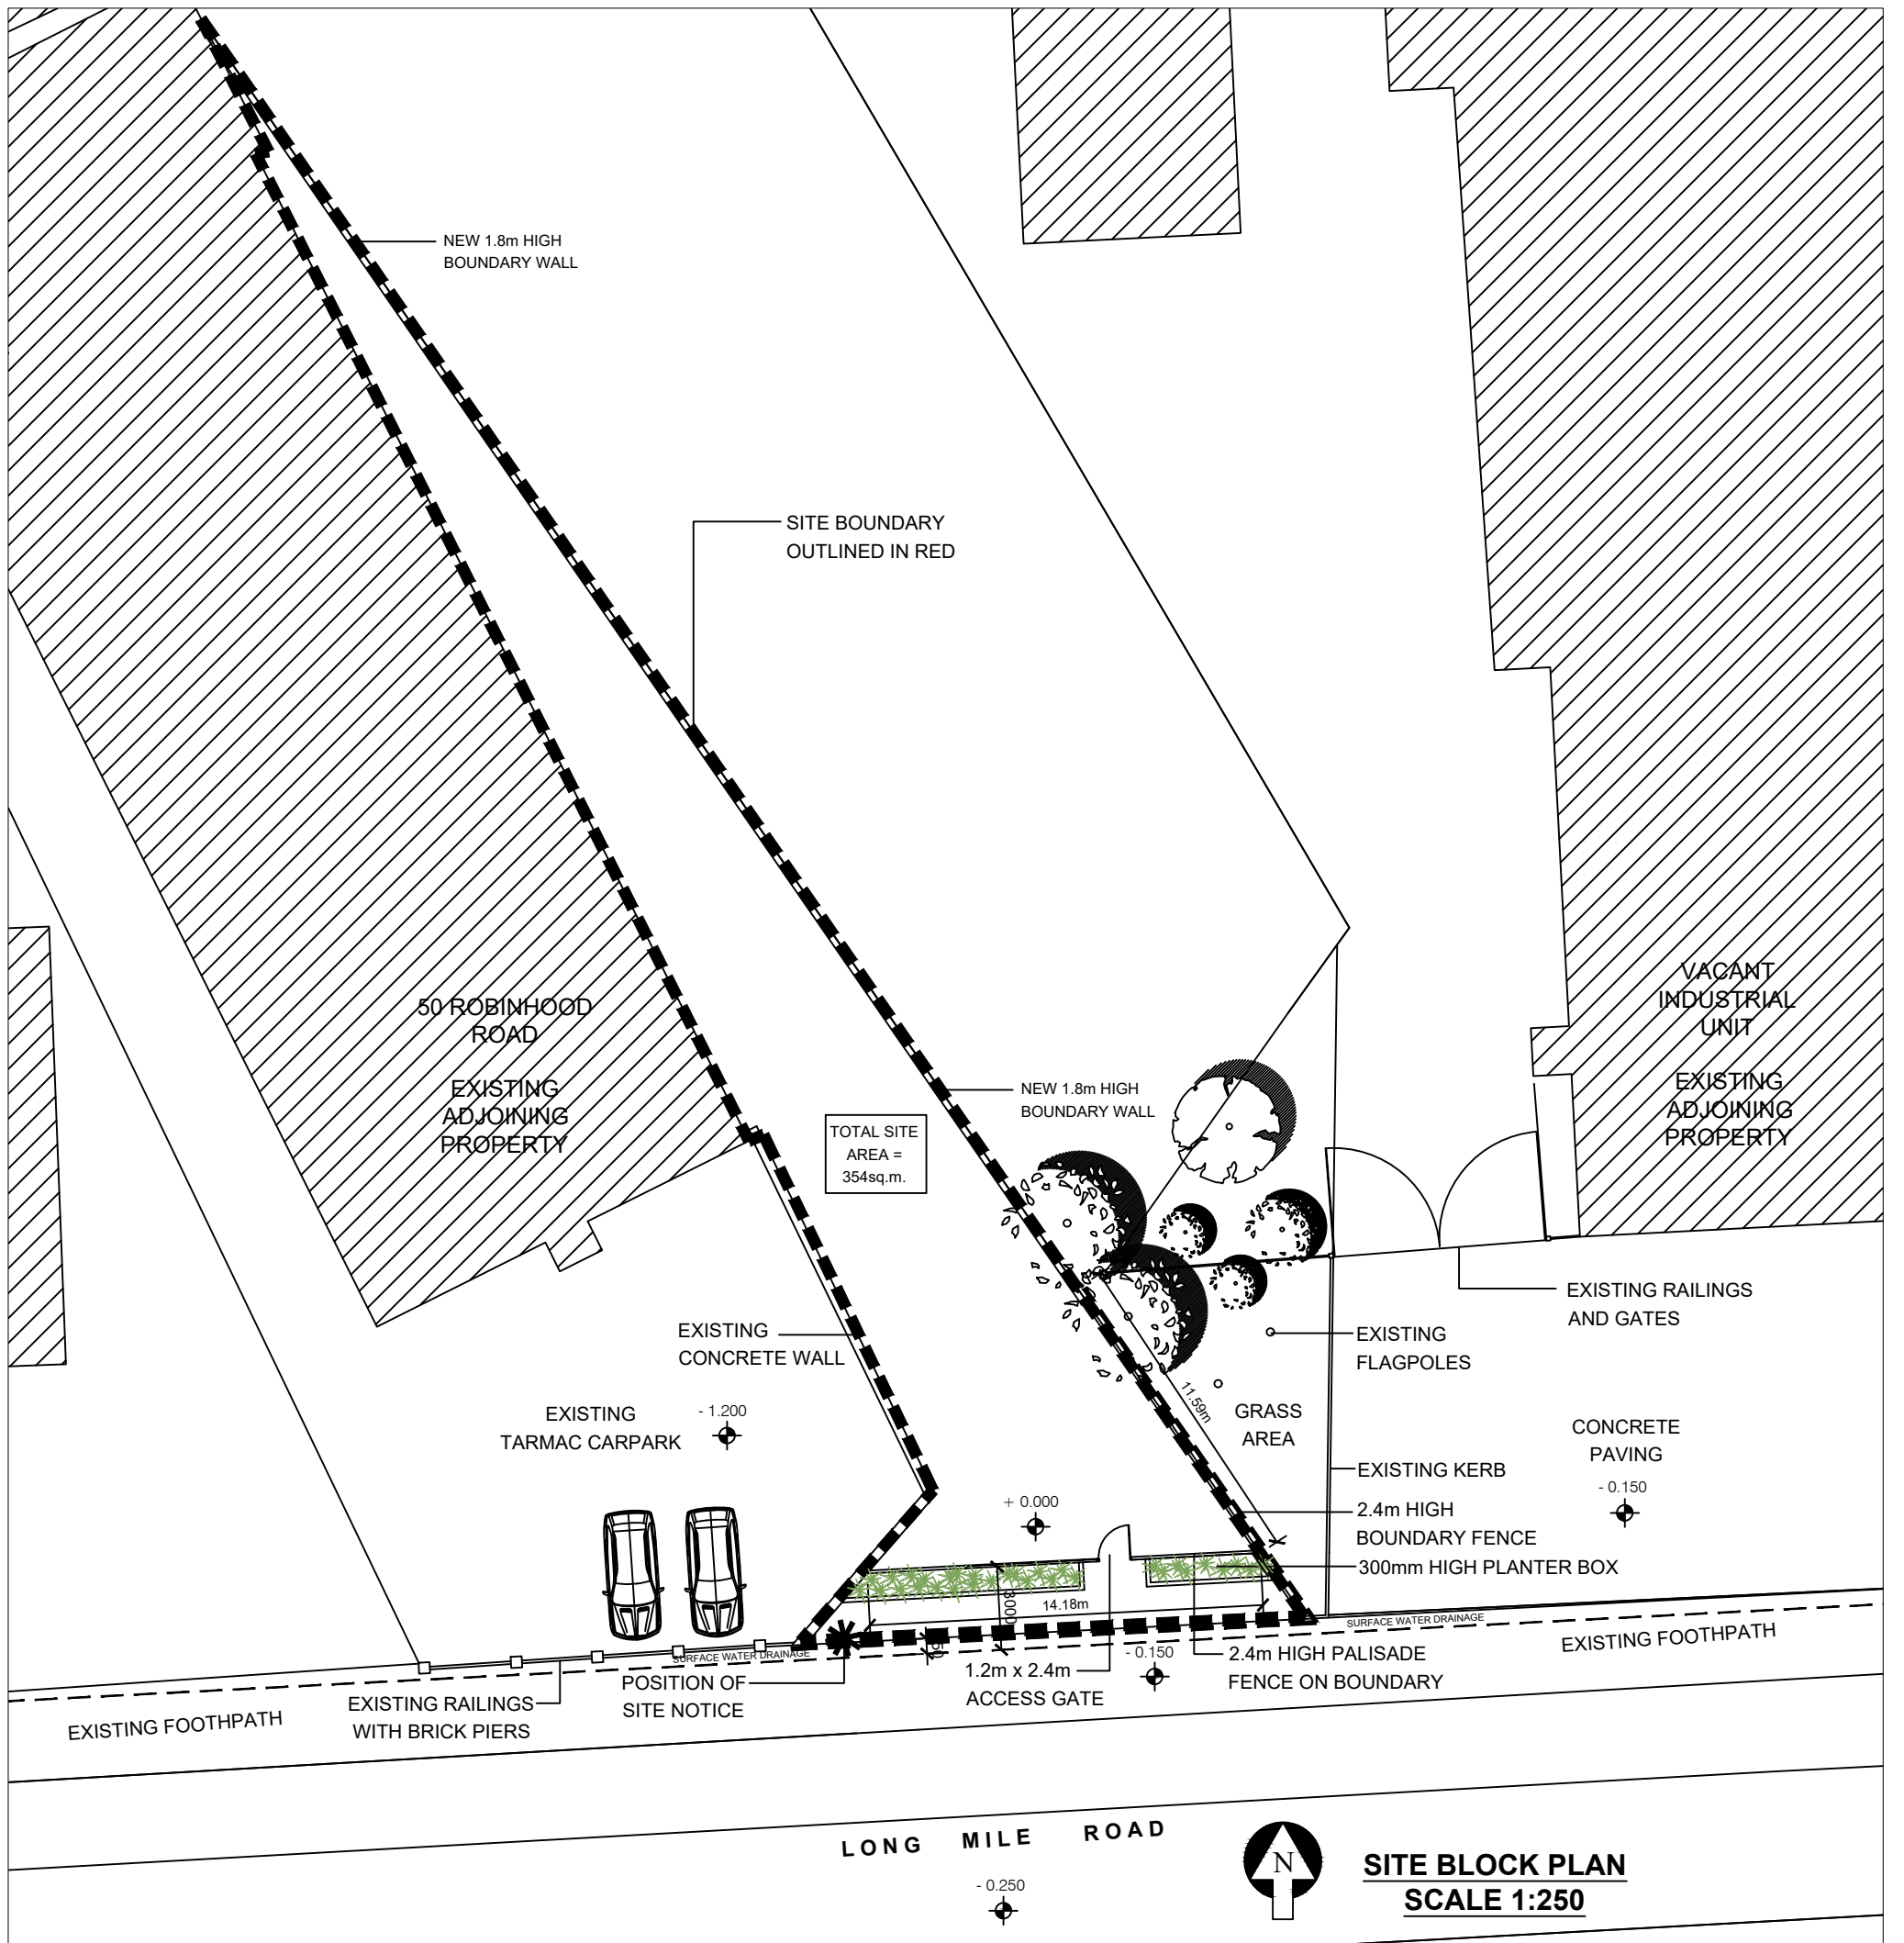 NEW 1.8m HIGH
BOUNDARY WALL
SITE BOUNDARY
OUTLINED IN RED
50 ROBINHOOD
ROAD
EXISTING
ADJOINING
PROPERTY
VACANT
INDUSTRIAL
UNIT
EXISTING
ADJOINING
PROPERTY
NEW 1.8m HIGH
BOUNDARY WALL
TOTAL SITE
AREA =
354sq.m.
EXISTING RAILINGS
AND GATES
EXISTING
CONCRETE WALL
EXISTING
FLAGPOLES
11.59m
GRASS
AREA
EXISTING
TARMAC CARPARK
- 1.200
CONCRETE
PAVING
- 0.150
EXISTING KERB
+ 0.000
2.4m HIGH
BOUNDARY FENCE
300mm HIGH PLANTER BOX
14.18m
SURFACE WATER DRAINAGE
SURFACE WATER DRAINAGE
EXISTING FOOTHPATH
- 0.150
2.4m HIGH PALISADE
FENCE ON BOUNDARY
1.2m x 2.4m
ACCESS GATE
POSITION OF
SITE NOTICE
EXISTING RAILINGS
WITH BRICK PIERS
EXISTING FOOTHPATH
LONG MILE ROAD
- 0.250
N
SITE BLOCK PLAN
SCALE 1:250